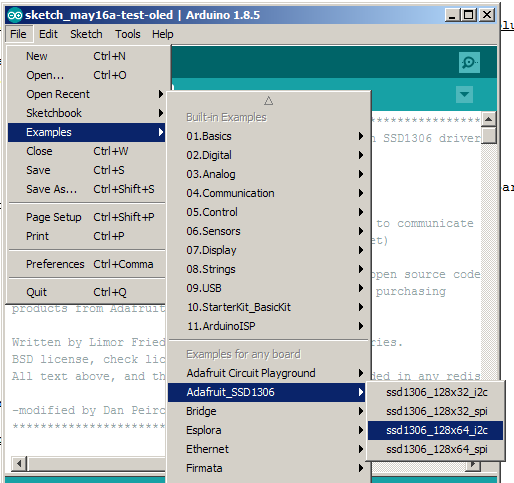 sketch_may16a-test-oled | Arduino 1.8.5
File Edit Sketch Tools Help
New Ctrl+N
Open... Ctrl+O
Open Recent
Sketchbook
Examples
Close Ctrl+W
Save Ctrl+S
Save As... Ctrl+Shift+S
Page Setup Ctrl+Shift+P
Print Ctrl+P
Preferences Ctrl+Comma
Quit Ctrl+Q
Built-in Examples
01.Basics
02.Digital
03.Analog
04.Communication
05.Control
06.Sensors
07.Display
08.Strings
09.USB
10.StarterKit_BasicKit
11.ArduinoISP
Examples for any board
Adafruit Circuit Playground
Adafruit_SSD1306
Bridge
Esplora
Ethernet
Firmata
ssd1306_128x32_i2c
ssd1306_128x32_spi
ssd1306_128x64_i2c
ssd1306_128x64_spi
SSD1306 driver
to communicate
open source code
purchasing
products from Adafruit
Written by Limor Fried ries.
BSD license, check lic
All text above, and th ded in any redis
-modified by Dan Peirc
**********************